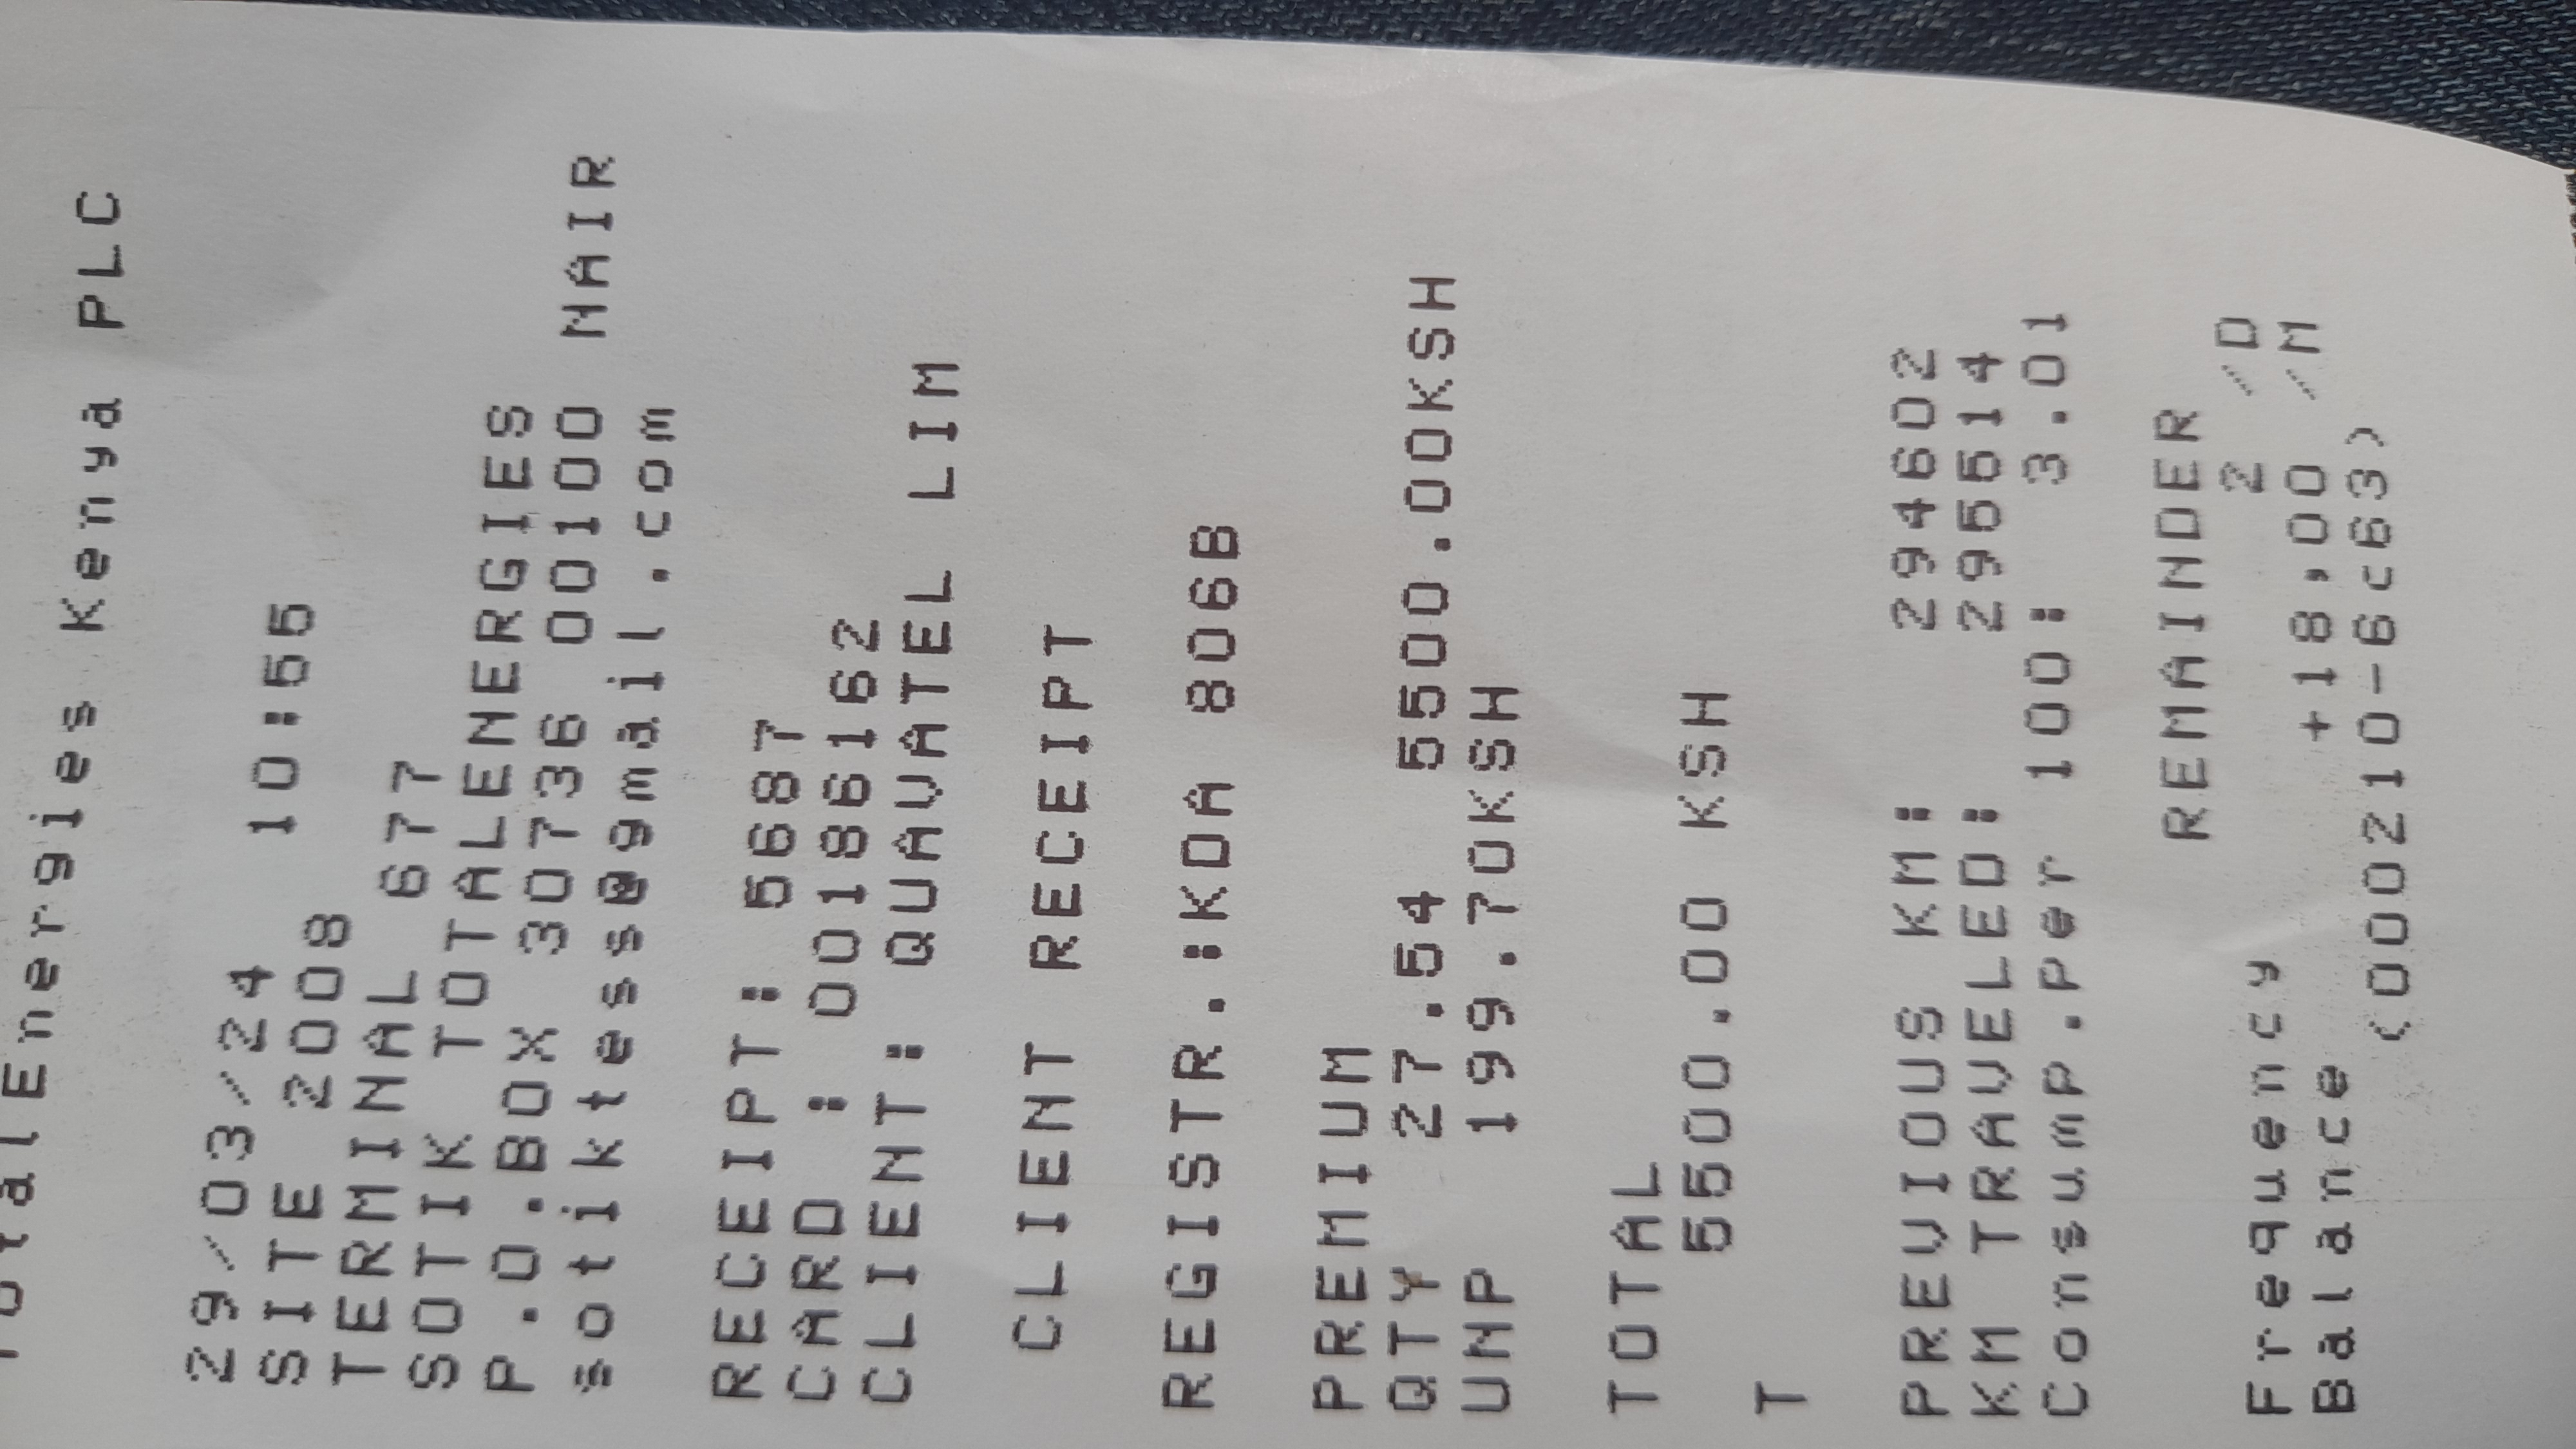 TotalEnergies Kenya PLC
29/03/24 10:55
SITE 2008
TERMINAL 677
SOTIK TOTALENERGIES
P.O.BOX 30736 00100 NAIR
sotiktess@gmail.com
RECEIPT: 5687
CARD : 00186162
CLIENT: QUAVATEL LIM
CLIENT RECEIPT
REGISTR.:KDA 806B
PREMIUM
QTY 27.54 5500.00KSH
UNP 199.70KSH
TOTAL
5500.00 KSH
T
PREVIOUS KM: 294602
KM TRAVELED: 295514
Consump.Per 100: 3.01
REMAINDER
Frequency 2 /D
Balance +18,00 /M
<000210-6c63>